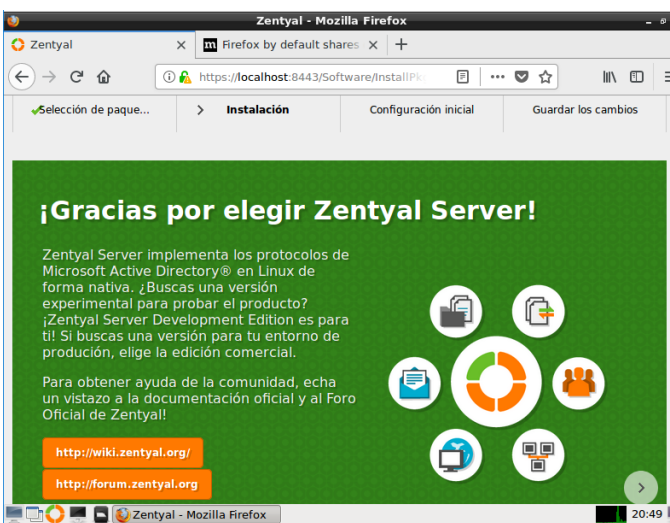 Zentyal - Mozilla Firefox
Zentyal
m Firefox by default shares
https://localhost:8443/Software/InstallPk
Selección de paque...
Instalación
Configuración inicial
Guardar los cambios
¡Gracias por elegir Zentyal Server!
Zentyal Server implementa los protocolos de
Microsoft Active Directory® en Linux de
forma nativa. ¿Buscas una versión
experimental para probar el producto?
¡Zentyal Server Development Edition es para
ti! Si buscas una versión para tu entorno de
produción, elige la edición comercial.
Para obtener ayuda de la comunidad, echa
un vistazo a la documentación oficial y al Foro
Oficial de Zentyal!
http://wiki.zentyal.org/
http://forum.zentyal.org
Zentyal - Mozilla Firefox
20:49